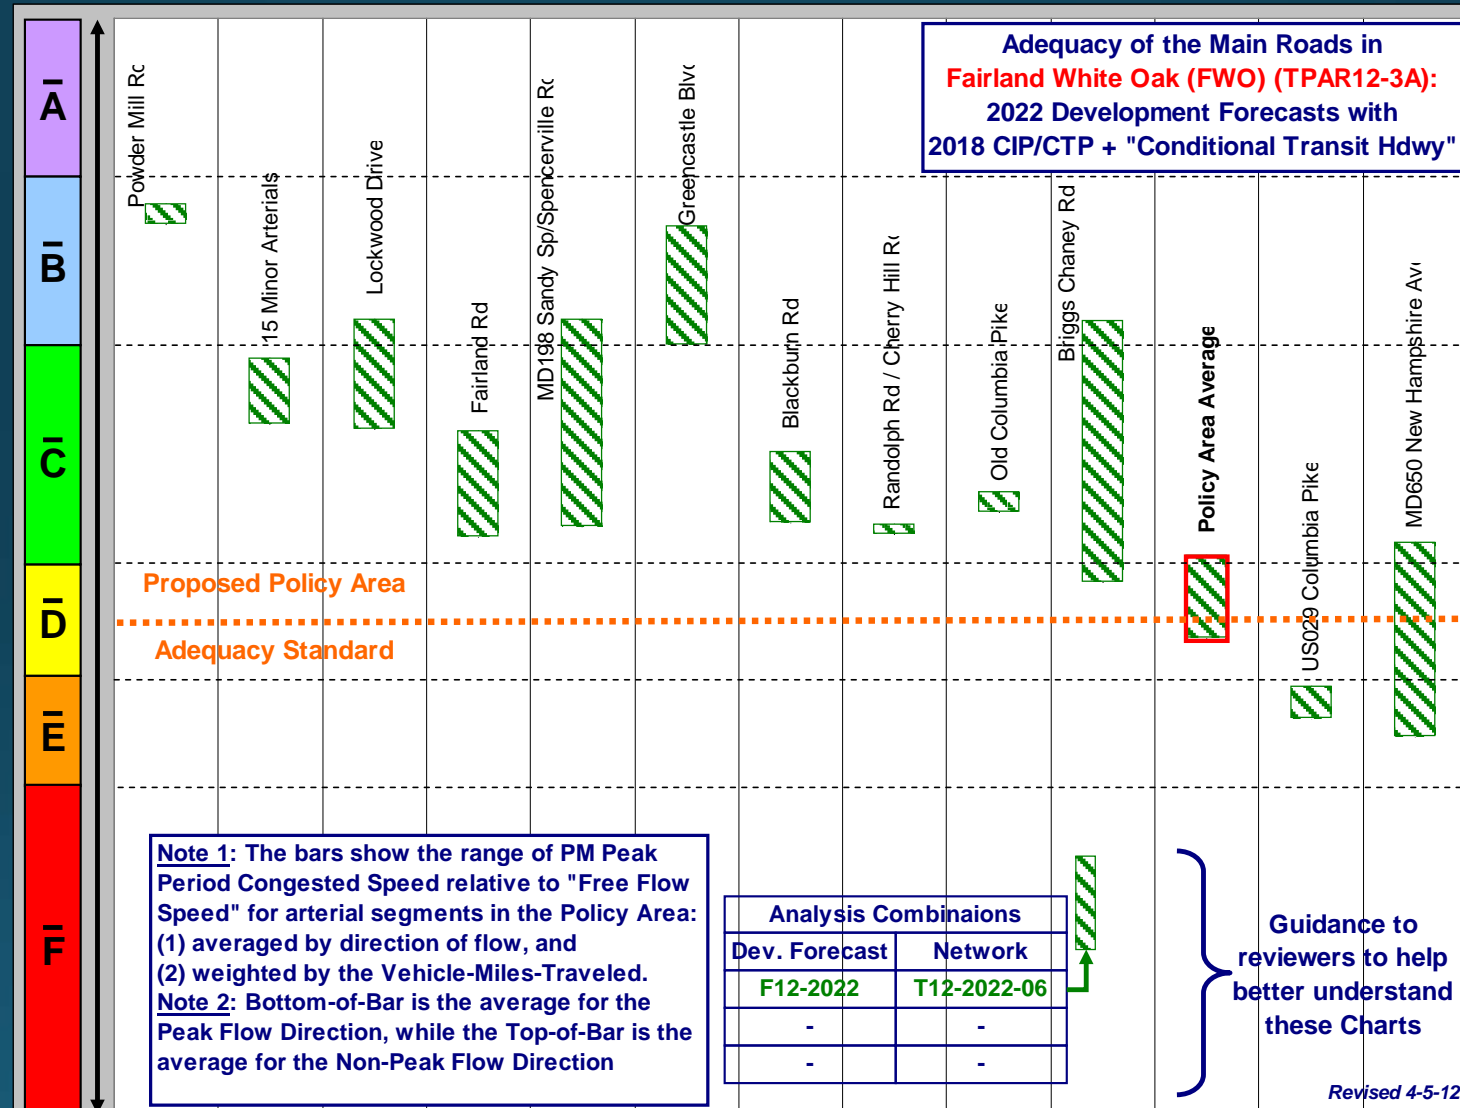 Adequacy of the Main Roads in
Fairland White Oak (FWO) (TPAR12-3A):
2022 Development Forecasts with
2018 CIP/CTP + "Conditional Transit Hdwy"
A
B
C
D
E
F
Powder Mill Rd
15 Minor Arterials
Lockwood Drive
Fairland Rd
MD198 Sandy Sp/Spencerville Rd
Greencastle Blvd
Blackburn Rd
Randolph Rd / Cherry Hill Rd
Old Columbia Pike
Briggs Chaney Rd
Policy Area Average
US029 Columbia Pike
MD650 New Hampshire Ave
Proposed Policy Area
Adequacy Standard
Note 1: The bars show the range of PM Peak
Period Congested Speed relative to "Free Flow
Speed" for arterial segments in the Policy Area:
(1) averaged by direction of flow, and
(2) weighted by the Vehicle-Miles-Traveled.
Note 2: Bottom-of-Bar is the average for the
Peak Flow Direction, while the Top-of-Bar is the
average for the Non-Peak Flow Direction
Analysis Combinaions
Dev. Forecast Network
F12-2022 T12-2022-06
- -
- -
Guidance to
reviewers to help
better understand
these Charts
Revised 4-5-12